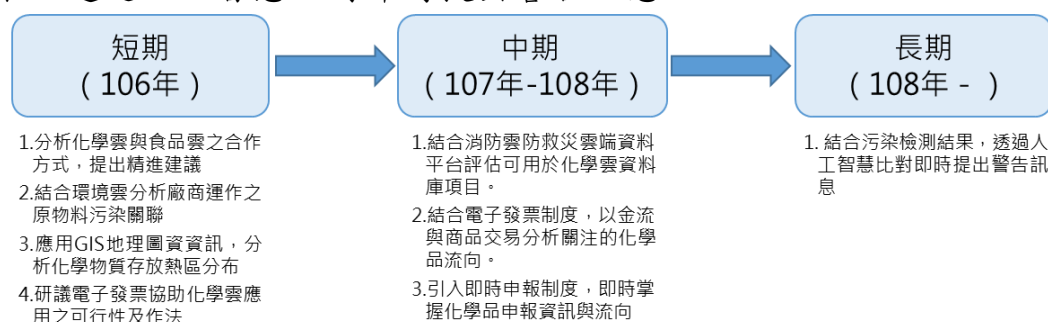 短期
（106年）
1.分析化學雲與食品雲之合作
方式，提出精進建議
2.結合環境雲分析廠商運作之
原物料污染關聯
3.應用GIS地理圖資資訊，分
析化學物質存放熱區分布
4.研議電子發票協助化學雲應
用之可行性及作法
中期
（107年-108年）
1.結合消防雲防救災雲端資料
平台評估可用於化學雲資料
庫項目。
2.結合電子發票制度，以金流
與商品交易分析關注的化學
品流向。
3.引入即時申報制度，即時掌
握化學品申報資訊與流向
長期
（108年 - ）
1. 結合污染檢測結果，透過人
工智慧比對即時提出警告訊
息